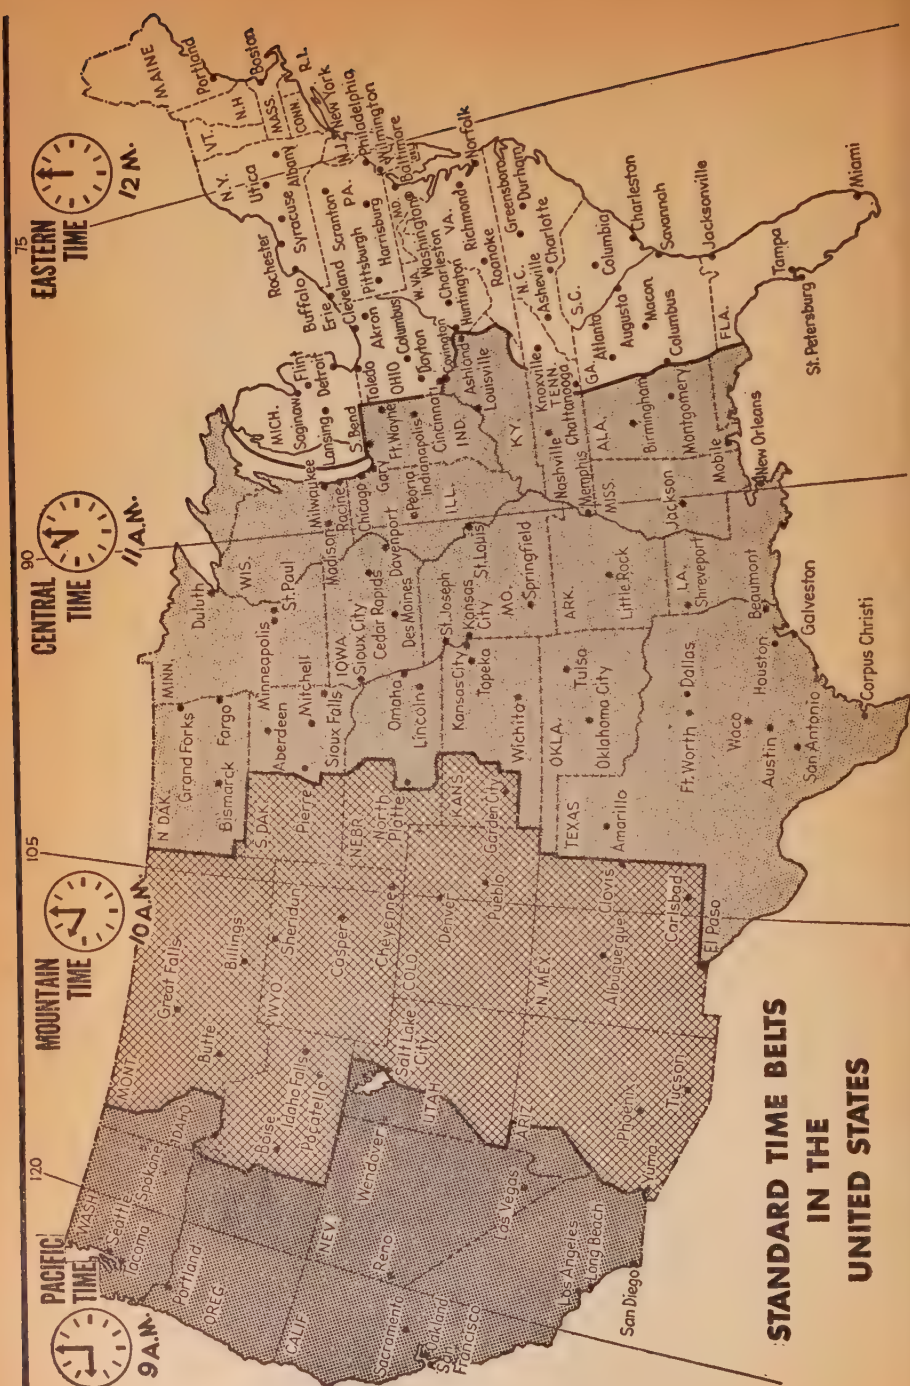 PACIFIC TIME
9 A.M.
120
MOUNTAIN TIME
10 A.M.
105
CENTRAL TIME
11 A.M.
90
EASTERN TIME
12 M.
75
WASH.
Seattle
Tacoma
Spokane
Portland
OREG.
IDAHO
Boise
Idaho Falls
Pocatello
CALIF.
NEV.
Wendover
Reno
Sacramento
Oakland
San Francisco
Las Vegas
Los Angeles
Long Beach
San Diego
MONT.
Great Falls
Butte
Billings
WYO.
Sheridan
Casper
Cheyenne
Salt Lake City
UTAH
COLO.
Denver
Pueblo
ARIZ.
Phoenix
Tucson
Yuma
N. MEX.
Albuquerque
Clovis
Carlsbad
El Paso
N DAK.
Grand Forks
Fargo
Bismarck
S. DAK.
Aberdeen
Mitchell
Pierre
Sioux Falls
NEBR.
North Platte
Omaha
Lincoln
KANS.
Garden City
Kansas City
Topeka
Wichita
OKLA.
Tulsa
Oklahoma City
TEXAS
Amarillo
Ft. Worth
Dallas
Waco
Austin
Houston
San Antonio
Beaumont
Galveston
Corpus Christi
MINN.
Duluth
Minneapolis
St. Paul
WIS.
Madison
Milwaukee
Racine
IOWA
Sioux City
Cedar Rapids
Des Moines
Davenport
MO.
St. Joseph
Kansas City
St. Louis
Springfield
ARK.
Little Rock
LA.
Shreveport
New Orleans
ILL.
Chicago
Peoria
IND.
Gary
S. Bend
Ft. Wayne
Indianapolis
MICH.
Saginaw
Flint
Lansing
Detroit
OHIO
Toledo
Cleveland
Akron
Columbus
Dayton
Cincinnati
KY.
Covington
Ashland
Louisville
TENN.
Nashville
Memphis
Knoxville
Chattanooga
MISS.
Jackson
ALA.
Birmingham
Montgomery
Mobile
GA.
Atlanta
Augusta
Macon
Columbus
Savannah
FLA.
Jacksonville
Tampa
St. Petersburg
Miami
S.C.
Columbia
Charleston
N.C.
Asheville
Charlotte
Greensboro
Durham
VA.
Richmond
Roanoke
Norfolk
W. VA.
Charleston
Huntington
Washington
MD.
Baltimore
DEL.
Wilmington
PA.
Erie
Pittsburgh
Scranton
Harrisburg
Philadelphia
N.J.
N.Y.
Buffalo
Rochester
Syracuse
Utica
Albany
New York
CONN.
R.I.
MASS.
Boston
VT.
N.H
MAINE
Portland
STANDARD TIME BELTS
IN THE
UNITED STATES